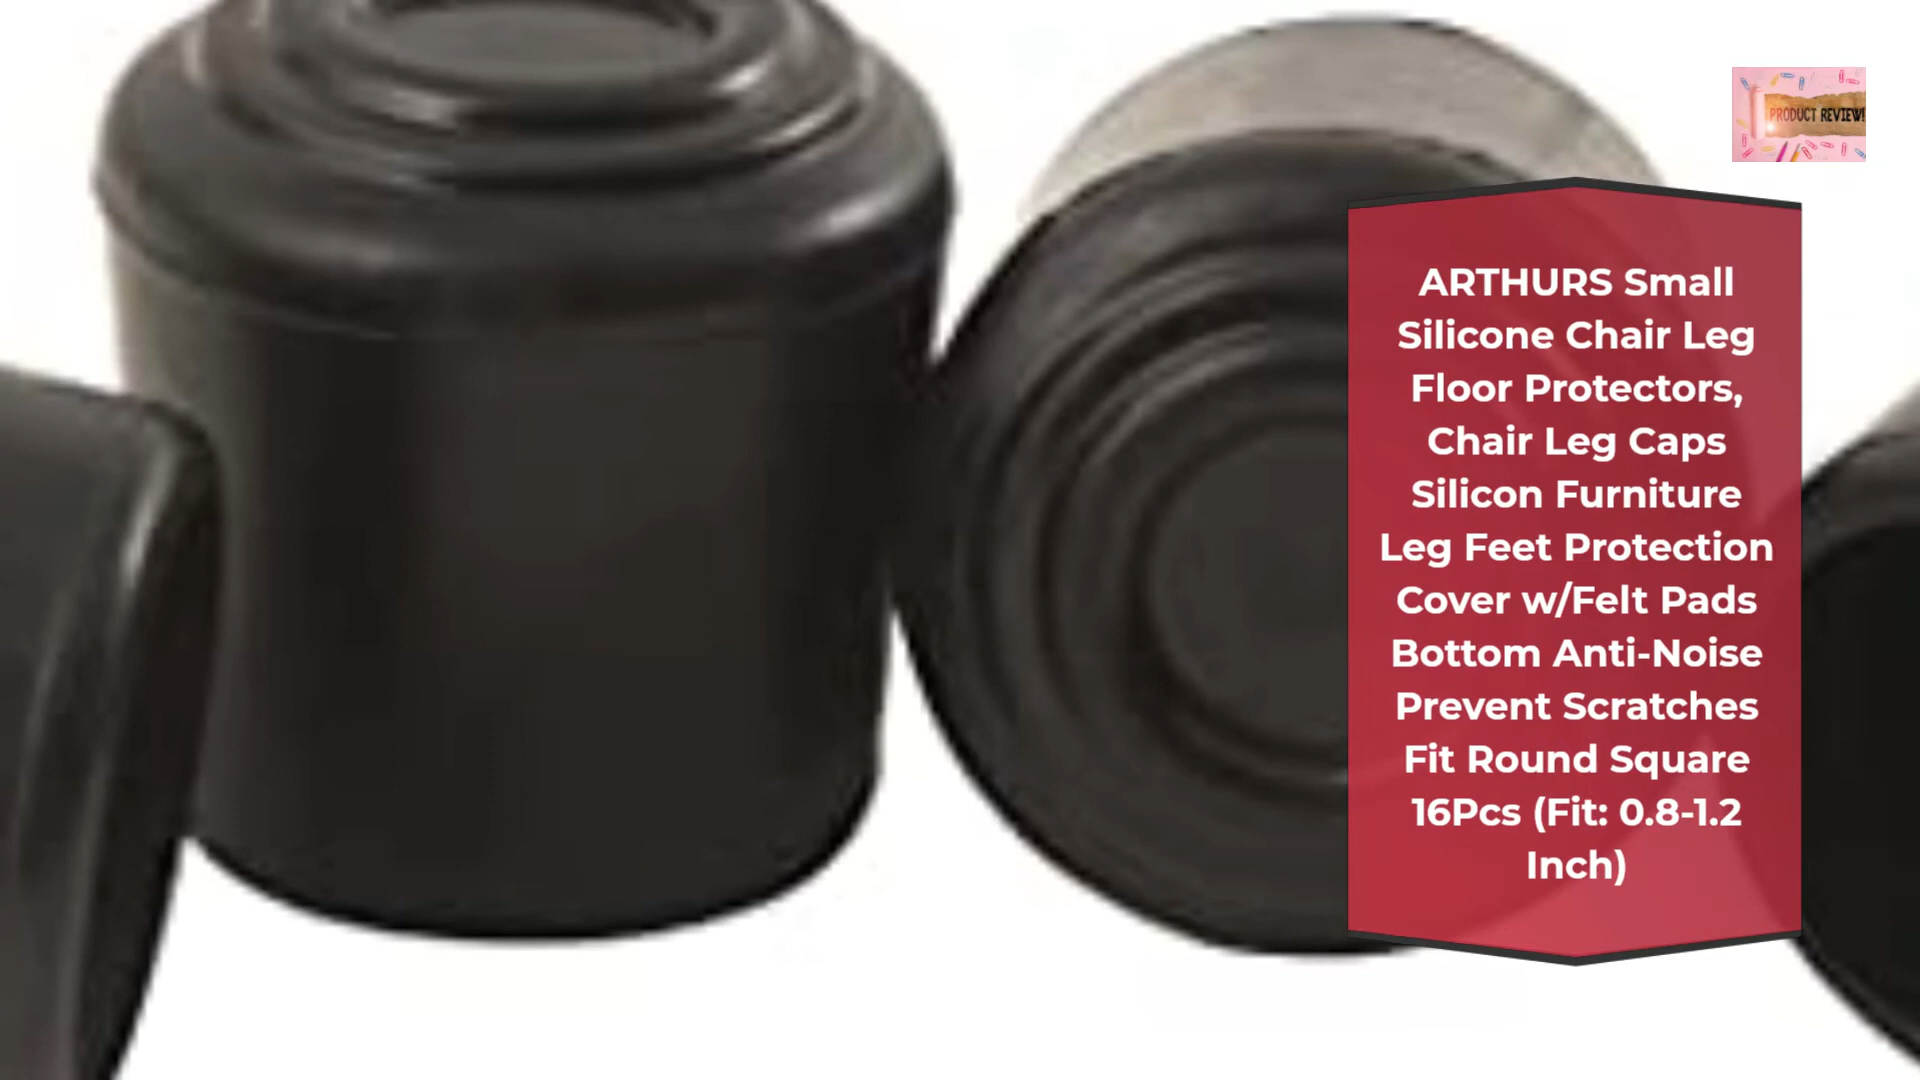 PRODUCT REVIEW!
ARTHURS Small
Silicone Chair Leg
Floor Protectors,
Chair Leg Caps
Silicon Furniture
Leg Feet Protection
Cover w/Felt Pads
Bottom Anti-Noise
Prevent Scratches
Fit Round Square
16Pcs (Fit: 0.8-1.2
Inch)